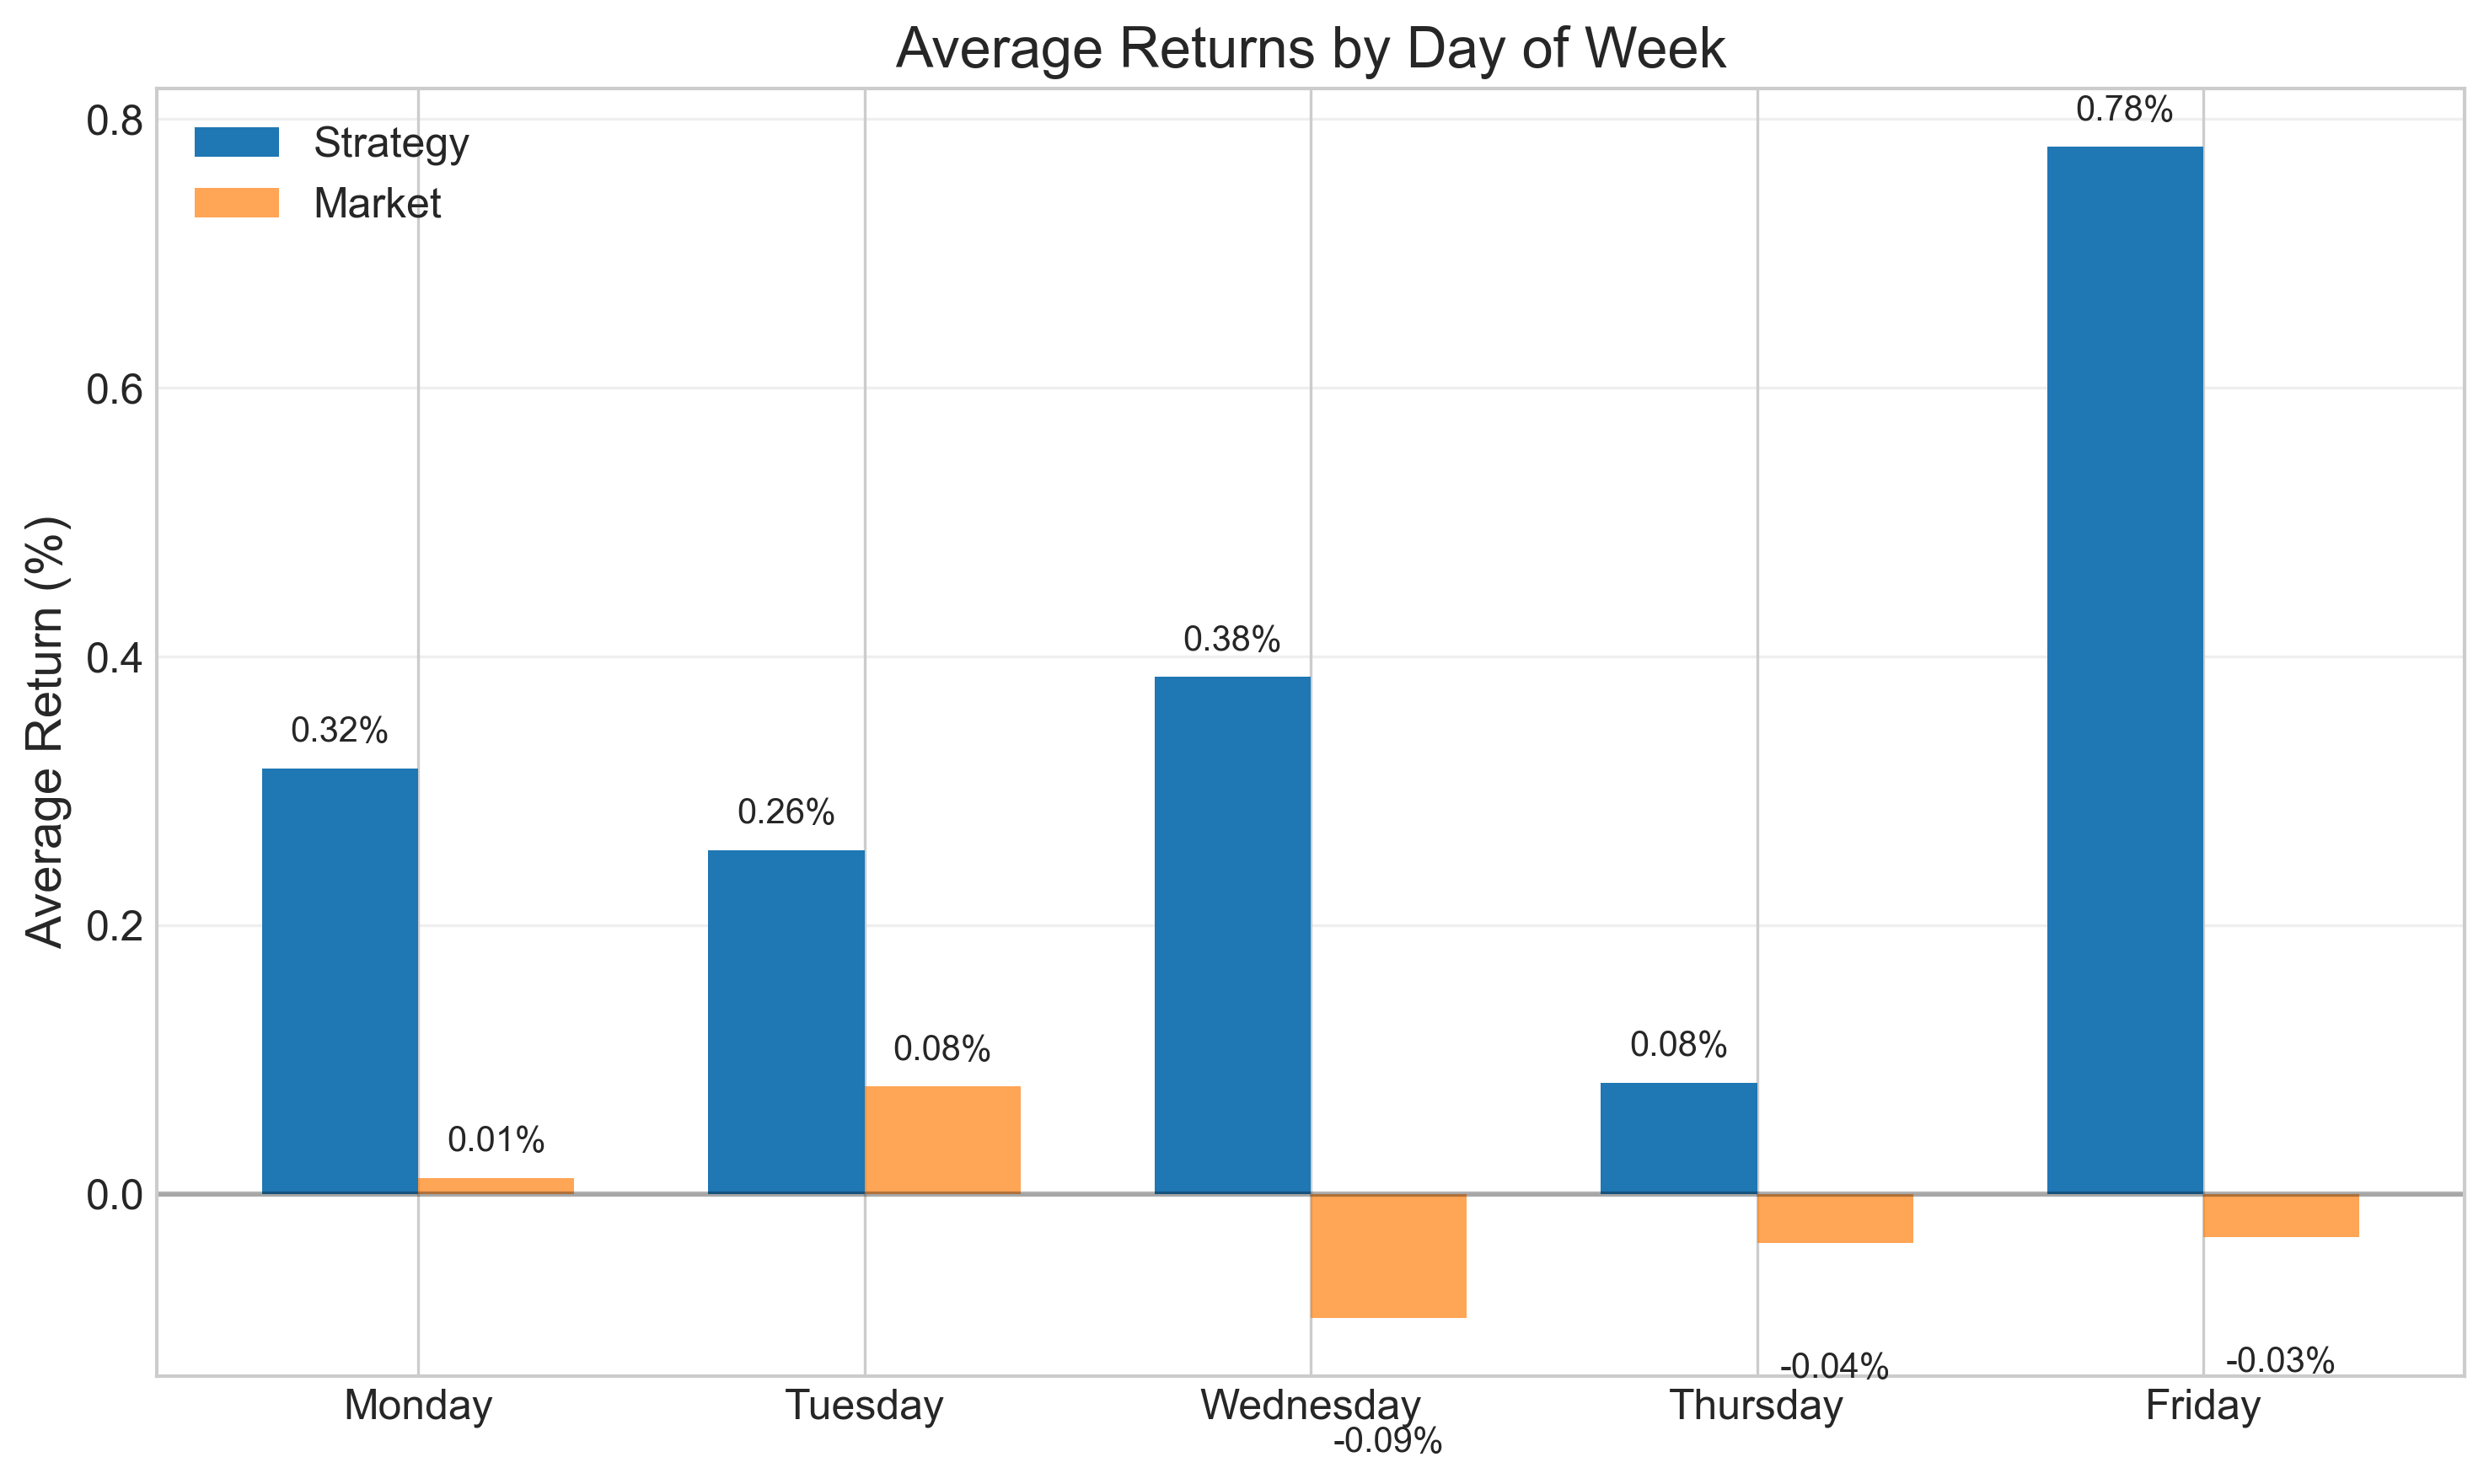 Average Returns by Day of Week
Strategy
Market
Average Return (%)
0.8
0.6
0.4
0.2
0.0
0.32%
0.01%
0.26%
0.08%
0.38%
-0.09%
0.08%
-0.04%
0.78%
-0.03%
Monday
Tuesday
Wednesday
Thursday
Friday